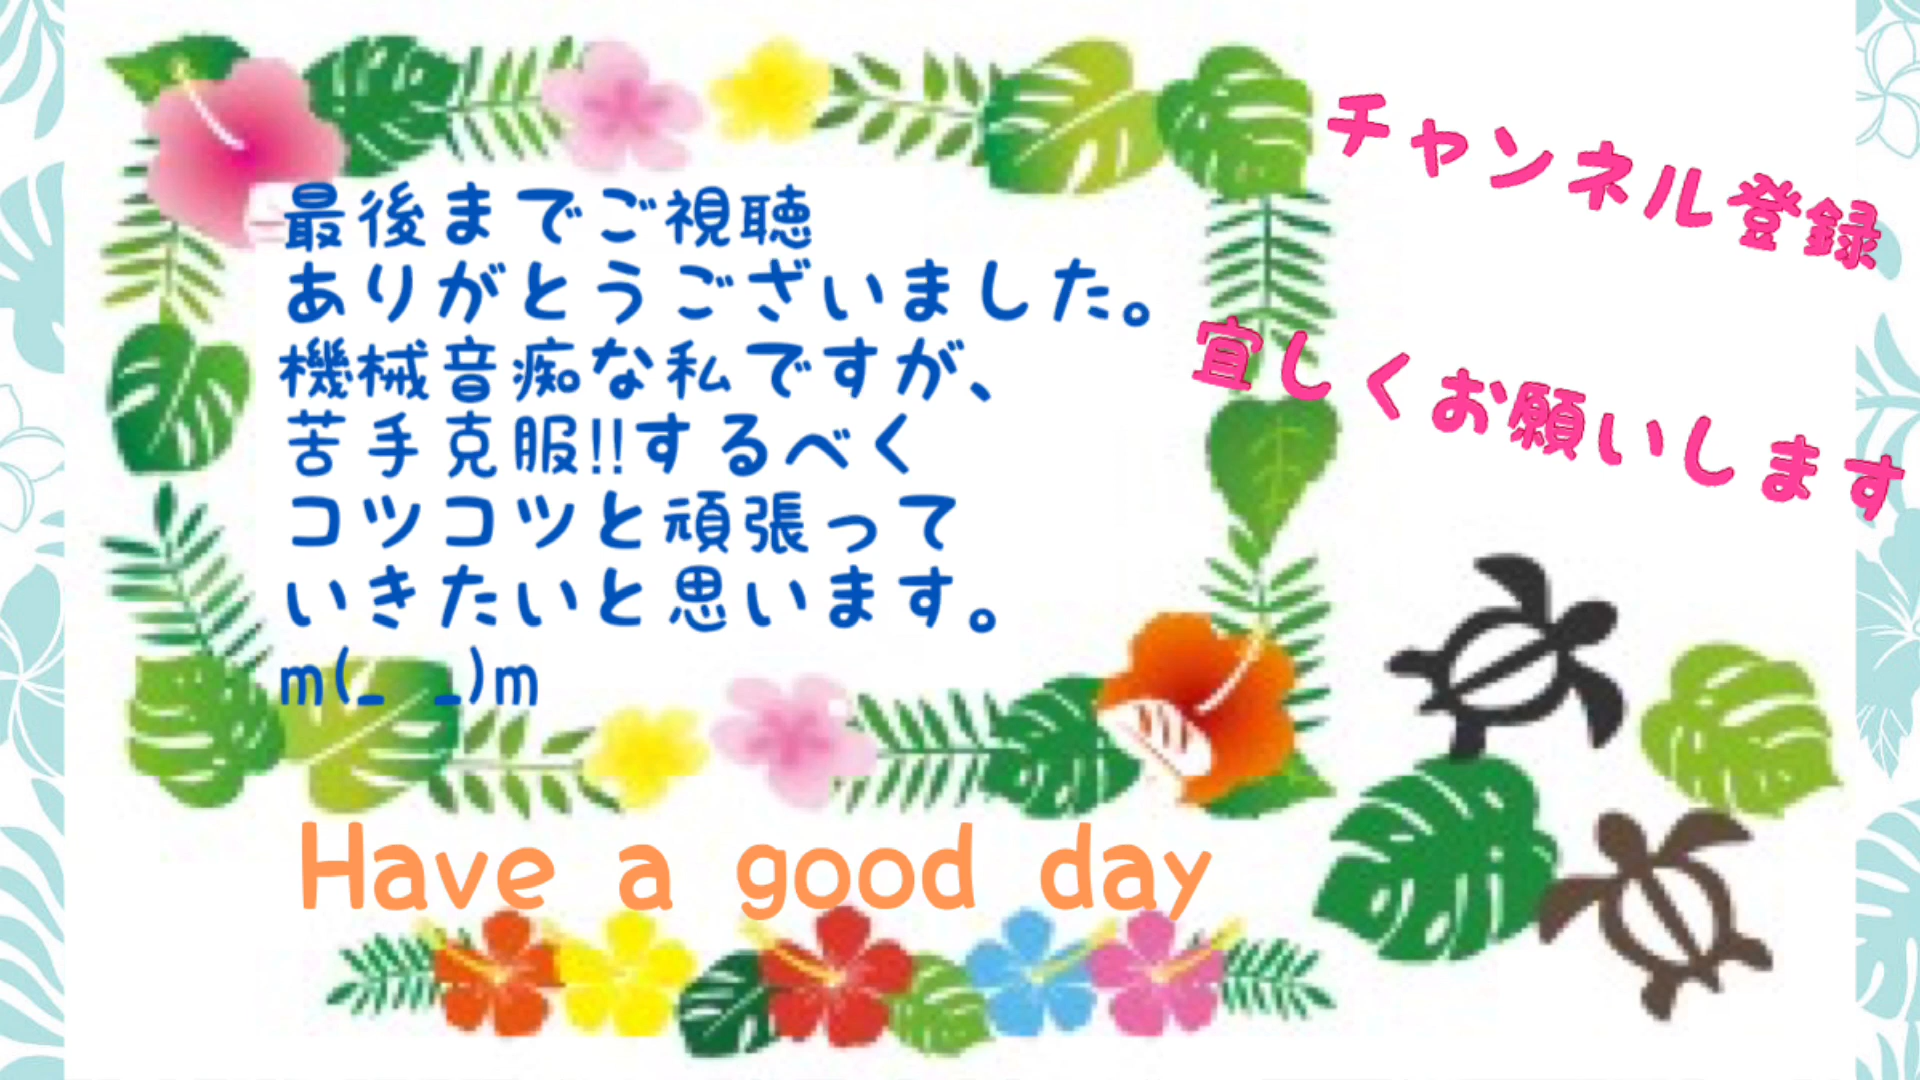 最後までご視聴
ありがとうございました。
機械音痴な私ですが、
苦手克服!!するべく
コツコツと頑張って
いきたいと思います。
m(_ _)m
チャンネル登録
宜しくお願いします
Have a good day